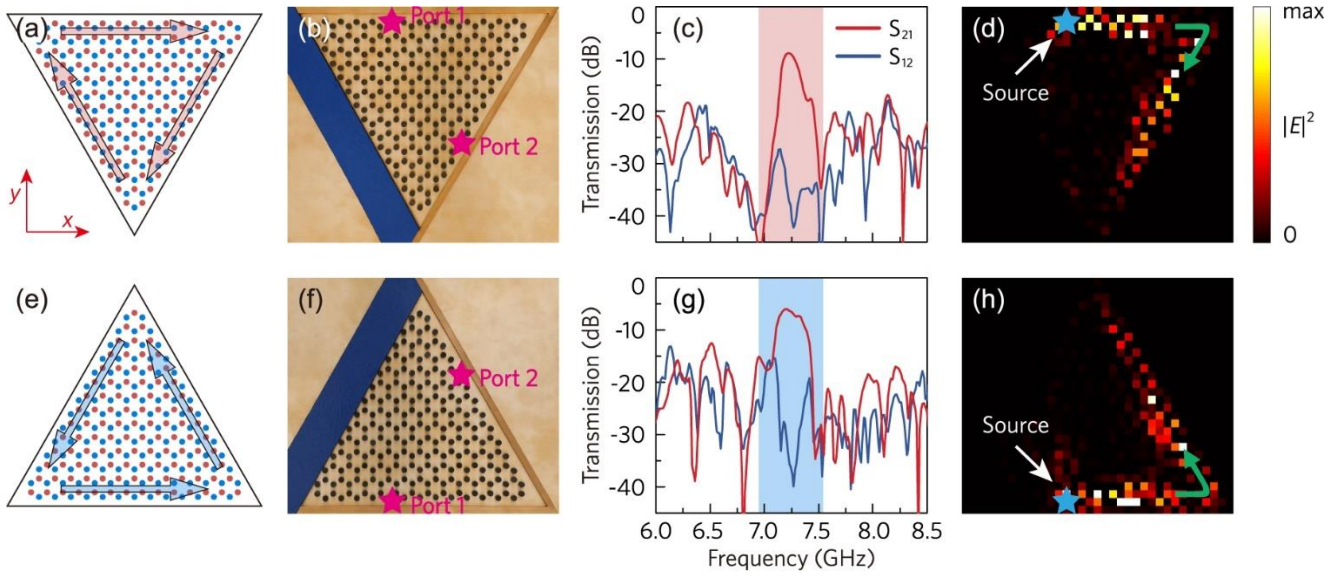 (a)
y
x
(b)
Port 1
Port 2
(c)
S21
S12
Transmission (dB)
0
-10
-20
-30
-40
(d)
Source
max
|E|²
0
(e)
(f)
Port 2
Port 1
(g)
Transmission (dB)
0
-10
-20
-30
-40
6.0 6.5 7.0 7.5 8.0 8.5
Frequency (GHz)
(h)
Source